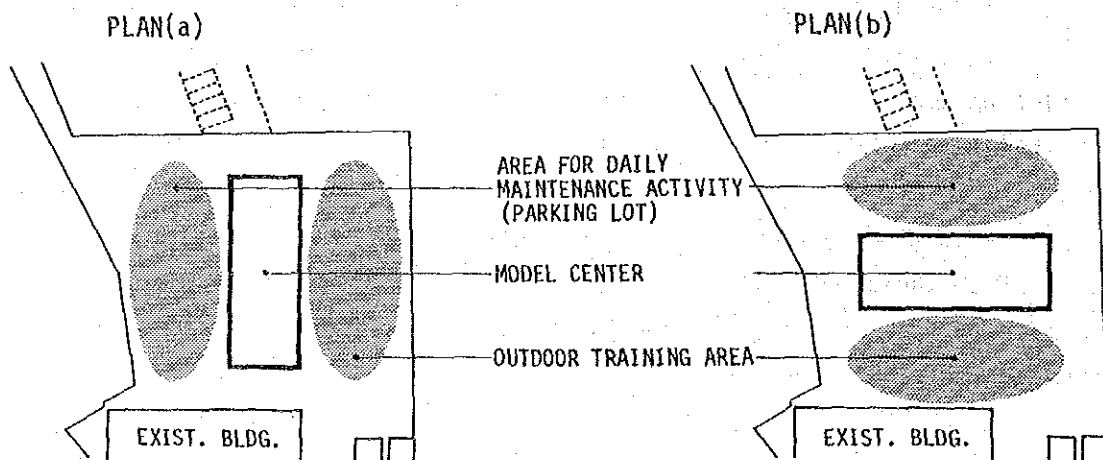 PLAN(a)
PLAN(b)
AREA FOR DAILY
MAINTENANCE ACTIVITY
(PARKING LOT)
MODEL CENTER
OUTDOOR TRAINING AREA
EXIST. BLDG.
EXIST. BLDG.